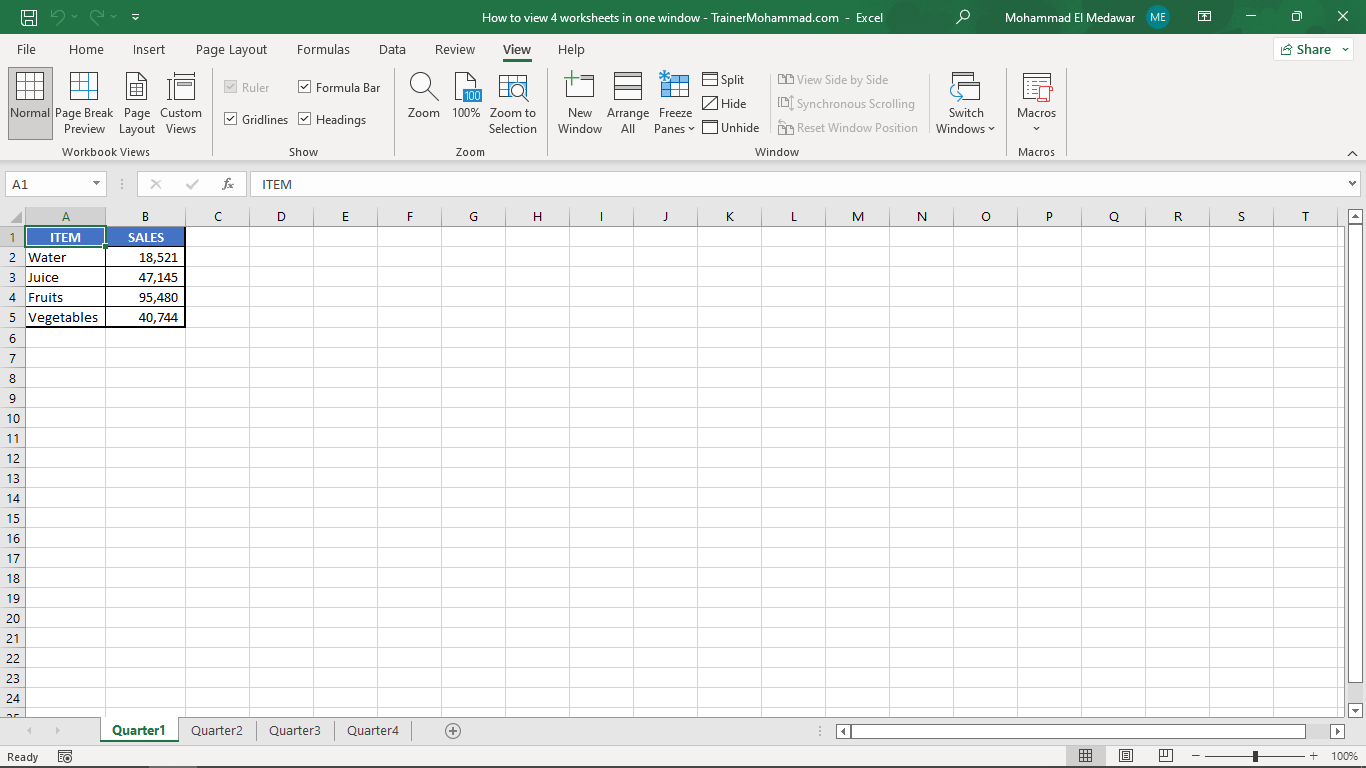 How to view 4 worksheets in one window - TrainerMohammad.com - Excel
Mohammad El Medawar ME
File Home Insert Page Layout Formulas Data Review View Help Share
Normal
Page Break Preview
Page Layout
Custom Views
Workbook Views
Ruler
Formula Bar
Gridlines
Headings
Show
Zoom
100
100%
Zoom to Selection
Zoom
New Window
Arrange All
Freeze Panes
Split
Hide
Unhide
View Side by Side
Synchronous Scrolling
Reset Window Position
Switch Windows
Window
Macros
Macros
A1 fx ITEM
A B C D E F G H I J K L M N O P Q R S T
1 ITEM SALES
2 Water 18,521
3 Juice 47,145
4 Fruits 95,480
5 Vegetables 40,744
6
7
8
9
10
11
12
13
14
15
16
17
18
19
20
21
22
23
24
25
Quarter1 Quarter2 Quarter3 Quarter4
Ready 100%